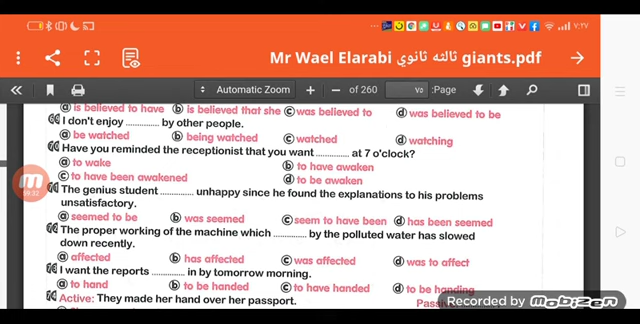 ٧:٢٧
Mr Wael Elarabi ثالثه ثانوي giants.pdf
Automatic Zoom + − of 260 ٧٥ :Page
ⓐ is believed to have ⓑ is believed that she ⓒ was believed to ⓓ was believed to be
I don't enjoy .............. by other people.
ⓐ be watched ⓑ being watched ⓒ watched ⓓ watching
Have you reminded the receptionist that you want .............. at 7 o'clock?
ⓐ to wake ⓑ to have awaken
ⓒ to have been awakened ⓓ to be awaken
The genius student .............. unhappy since he found the explanations to his problems
unsatisfactory.
ⓐ seemed to be ⓑ was seemed ⓒ seem to have been ⓓ has been seemed
The proper working of the machine which .............. by the polluted water has slowed
down recently.
ⓐ affected ⓑ has affected ⓒ was affected ⓓ was to affect
I want the reports .............. in by tomorrow morning.
ⓐ to hand ⓑ to be handed ⓒ to have handed ⓓ to be handing
Active: They made her hand over her passport. Passi
Recorded by Mobizen